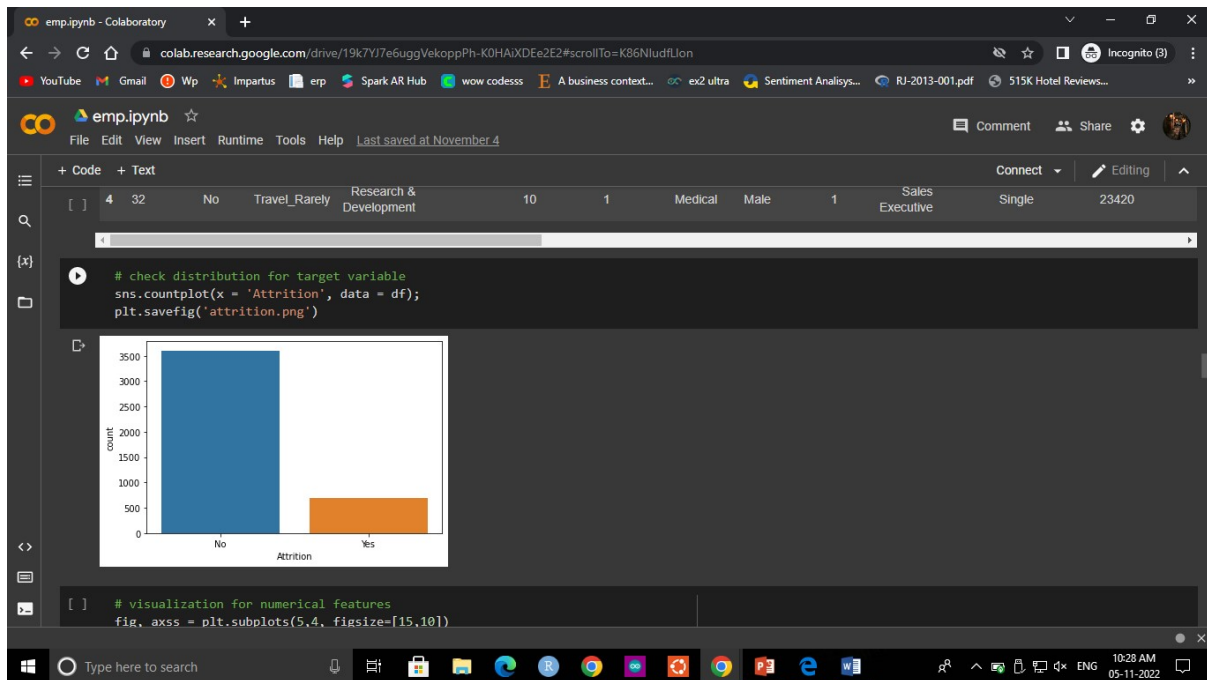 emp.ipynb - Colaboratory
colab.research.google.com/drive/19k7YJ7e6uggVekoppPh-K0HAiXDEe2E2#scrollTo=K86NIudfLIon
Incognito (3)
YouTube Gmail Wp Impartus erp Spark AR Hub wow codesss A business context... ex2 ultra Sentiment Analisys... RJ-2013-001.pdf 515K Hotel Reviews... »
emp.ipynb
Comment Share
File Edit View Insert Runtime Tools Help Last saved at November 4
+ Code + Text
Connect Editing
[ ] 4 32 No Travel_Rarely Research & Development 10 1 Medical Male 1 Sales Executive Single 23420
{x}
# check distribution for target variable
sns.countplot(x = 'Attrition', data = df);
plt.savefig('attrition.png')
3500
3000
2500
2000
1500
1000
500
0
count
No Yes
Attrition
[ ] # visualization for numerical features
fig, axss = plt.subplots(5,4, figsize=[15,10])
Type here to search
ENG
10:28 AM
05-11-2022